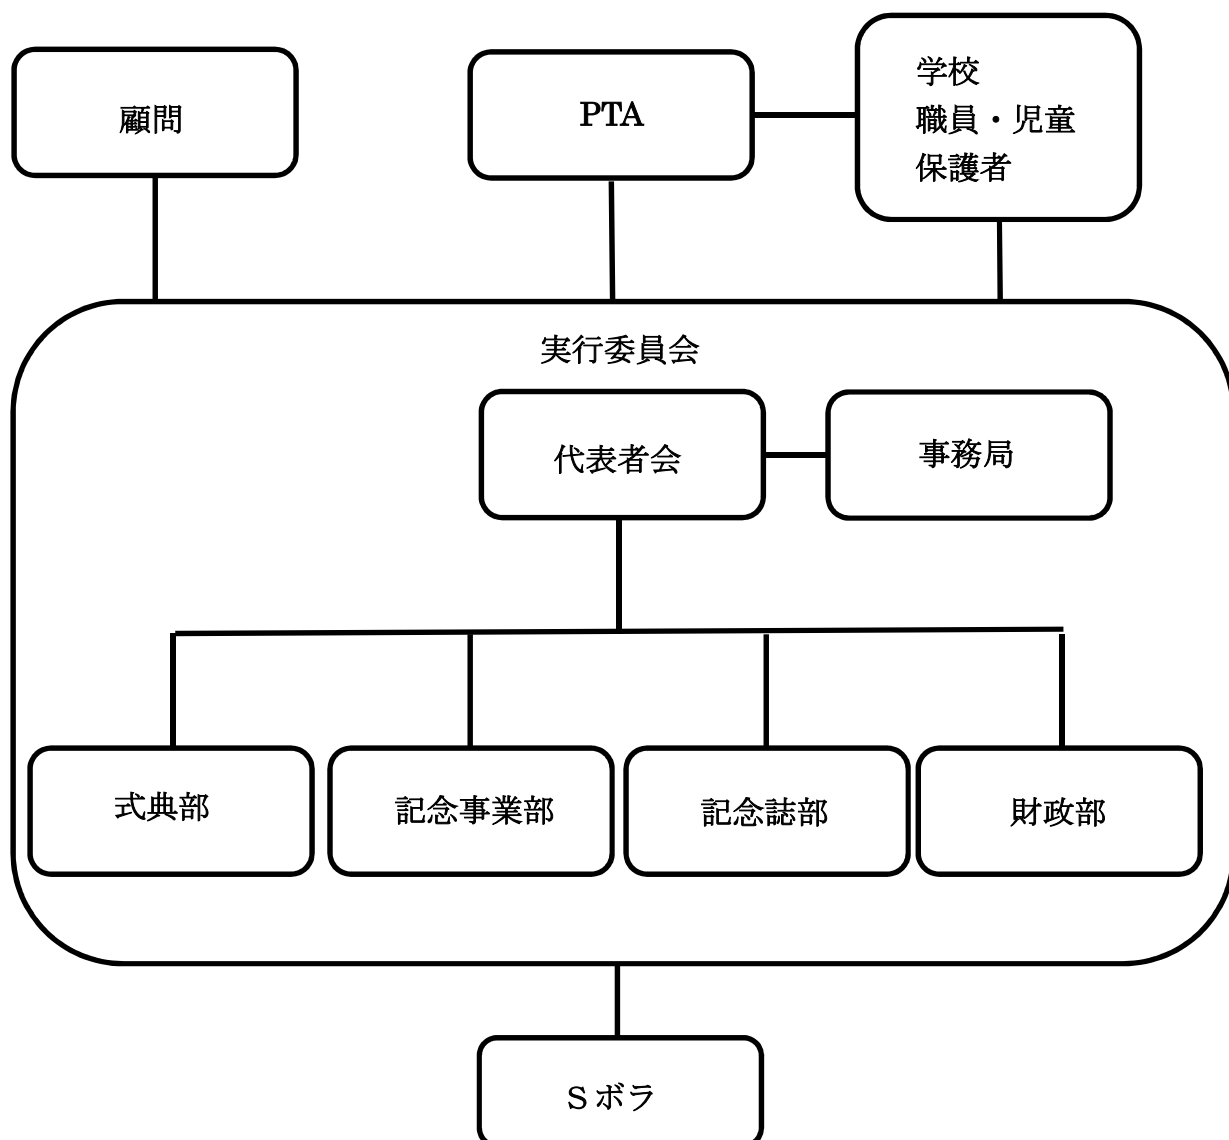 顧問
PTA
学校
職員・児童
保護者
実行委員会
代表者会
事務局
式典部
記念事業部
記念誌部
財政部
Sボラ